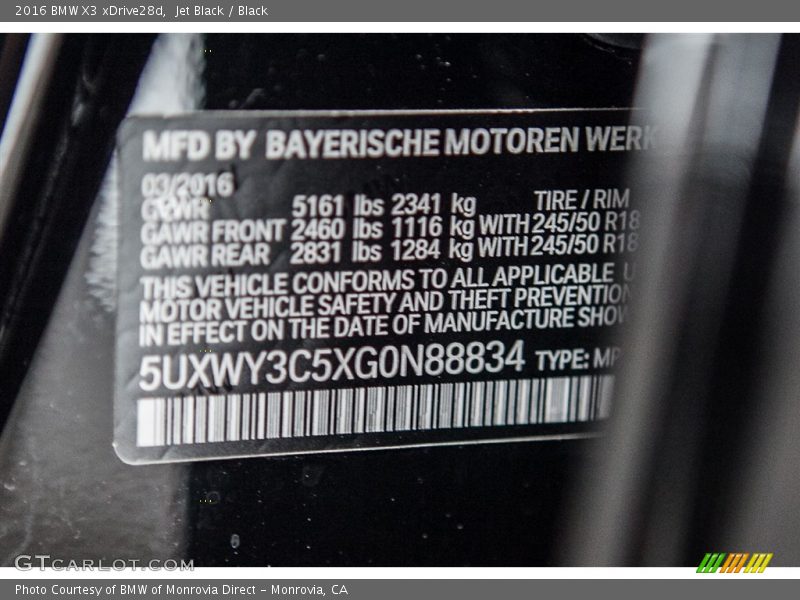 2016 BMW X3 xDrive28d, Jet Black / Black
MFD BY BAYERISCHE MOTOREN WERK
03/2016
GVWR 5161 lbs 2341 kg TIRE / RIM
GAWR FRONT 2460 lbs 1116 kg WITH 245/50 R18
GAWR REAR 2831 lbs 1284 kg WITH 245/50 R18
THIS VEHICLE CONFORMS TO ALL APPLICABLE U
MOTOR VEHICLE SAFETY AND THEFT PREVENTION
IN EFFECT ON THE DATE OF MANUFACTURE SHOW
5UXWY3C5XG0N88834 TYPE: MP
GTCARLOT.COM
Photo Courtesy of BMW of Monrovia Direct - Monrovia, CA